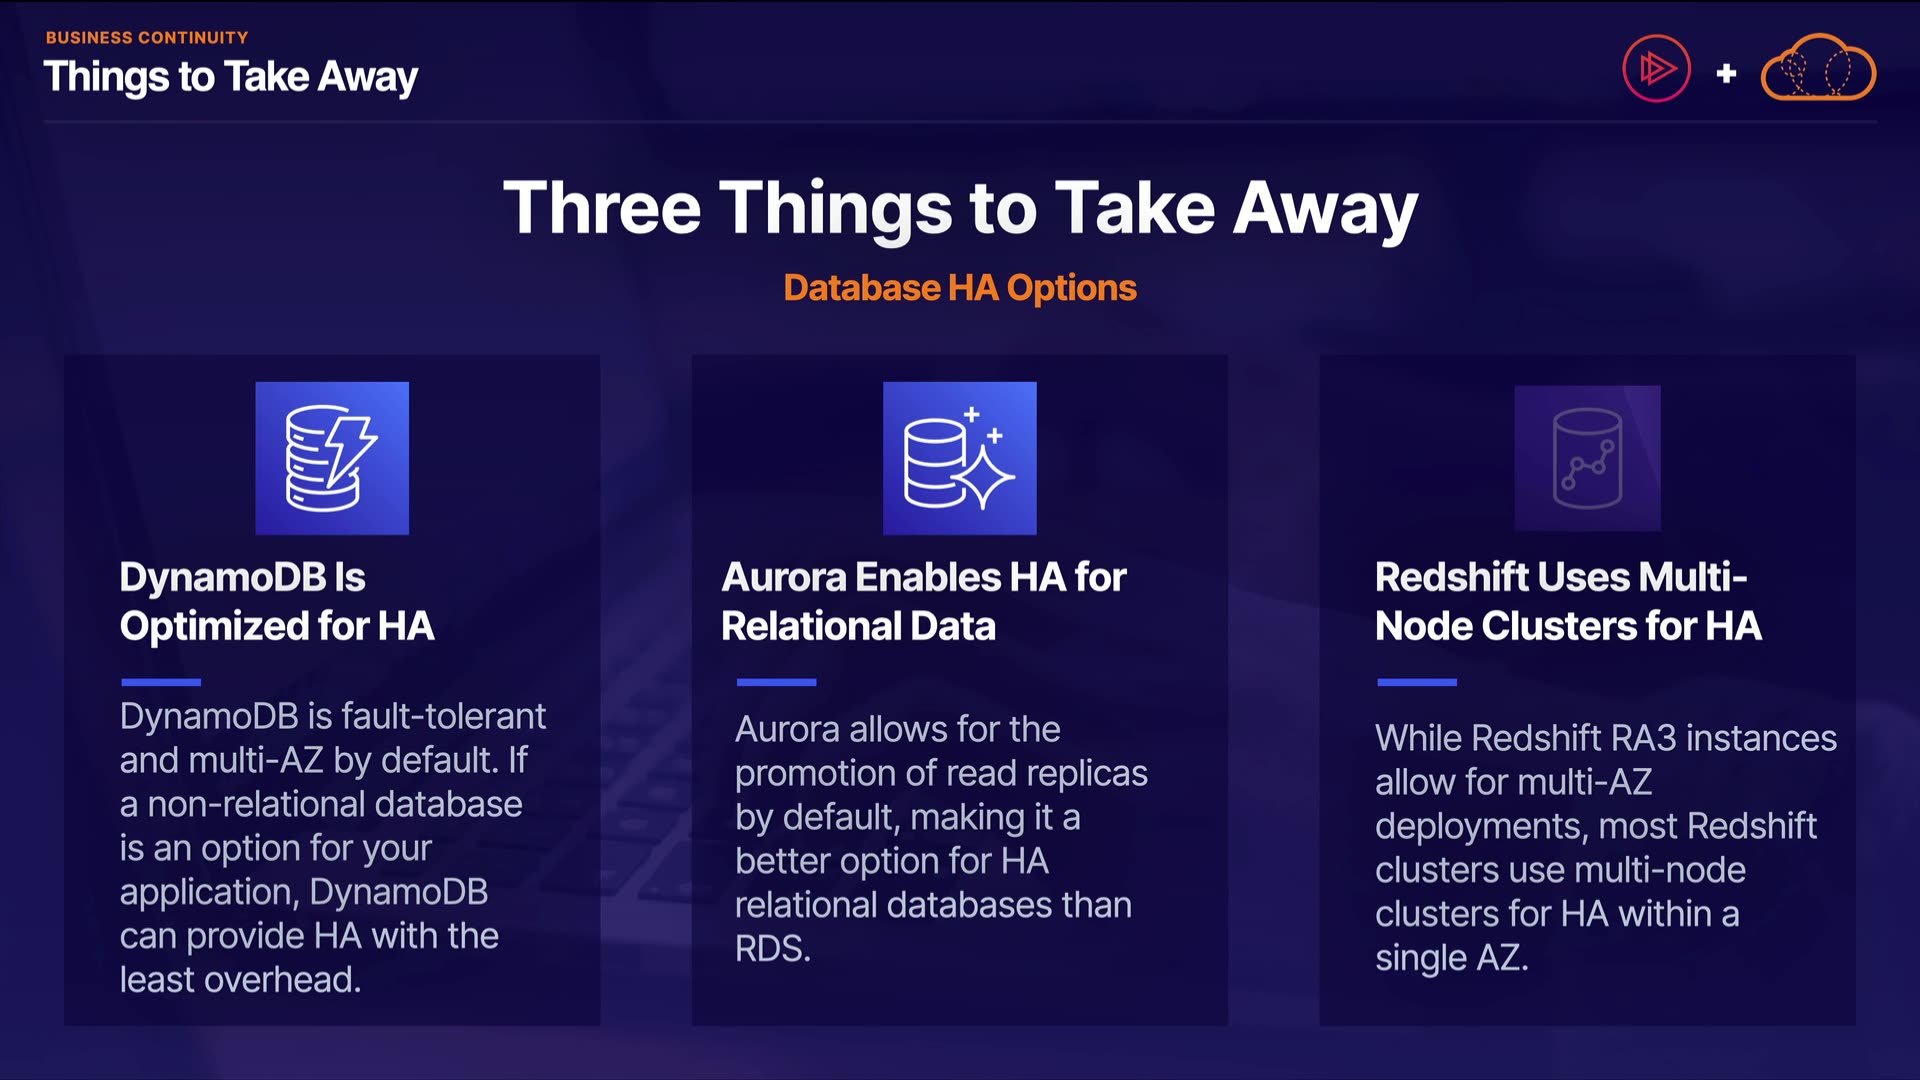 BUSINESS CONTINUITY
Things to Take Away
Three Things to Take Away
Database HA Options
DynamoDB Is
Optimized for HA
DynamoDB is fault-tolerant
and multi-AZ by default. If
a non-relational database
is an option for your
application, DynamoDB
can provide HA with the
least overhead.
Aurora Enables HA for
Relational Data
Aurora allows for the
promotion of read replicas
by default, making it a
better option for HA
relational databases than
RDS.
Redshift Uses Multi-
Node Clusters for HA
While Redshift RA3 instances
allow for multi-AZ
deployments, most Redshift
clusters use multi-node
clusters for HA within a
single AZ.